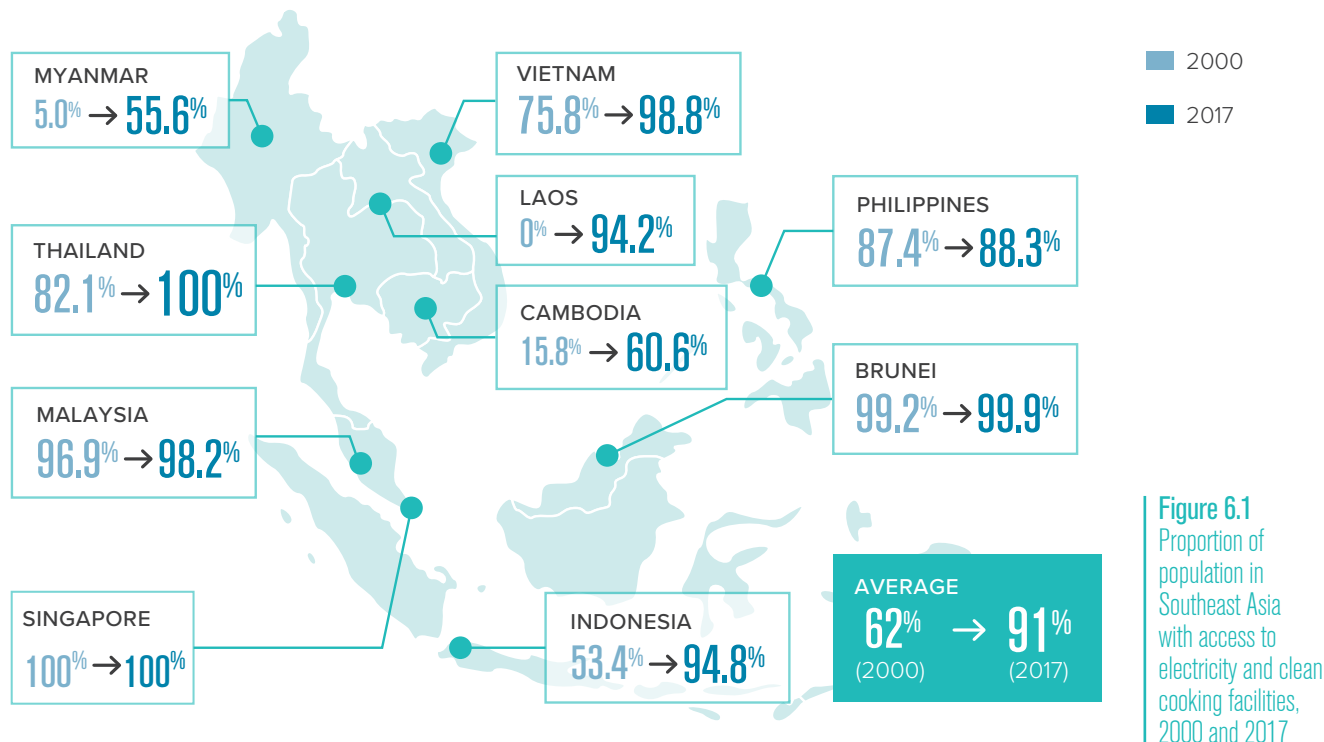 MYANMAR
5.0% → 55.6%
VIETNAM
75.8% → 98.8%
2000
2017
LAOS
0% → 94.2%
PHILIPPINES
87.4% → 88.3%
THAILAND
82.1% → 100%
CAMBODIA
15.8% → 60.6%
BRUNEI
99.2% → 99.9%
MALAYSIA
96.9% → 98.2%
SINGAPORE
100% → 100%
INDONESIA
53.4% → 94.8%
AVERAGE
62% → 91%
(2000) (2017)
Figure 6.1
Proportion of
population in
Southeast Asia
with access to
electricity and clean
cooking facilities,
2000 and 2017